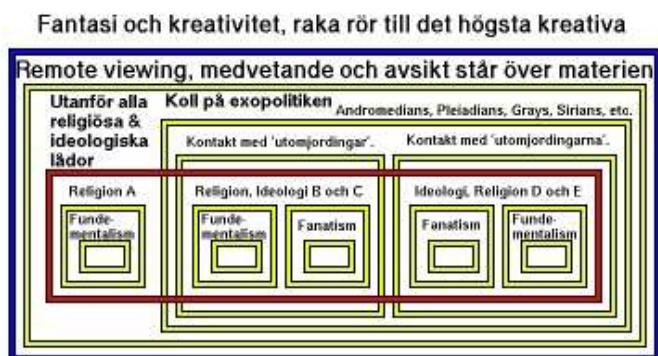 Fantasi och kreativitet, raka rör till det högsta kreativa
Remote viewing, medvetande och avsikt står över materien
Utanför alla
religiösa &
ideologiska
lådor
Koll på exopolitiken
Andromedians, Pleiadians, Grays, Sirians, etc.
Kontakt med 'utomjordingar'.
Kontakt med 'utomjordingarna'.
Religion A
Religion, Ideologi B och C
Ideologi, Religion D och E
Funde-
mentalism
Funde-
mentalism
Fanatism
Fanatism
Funde-
mentalism